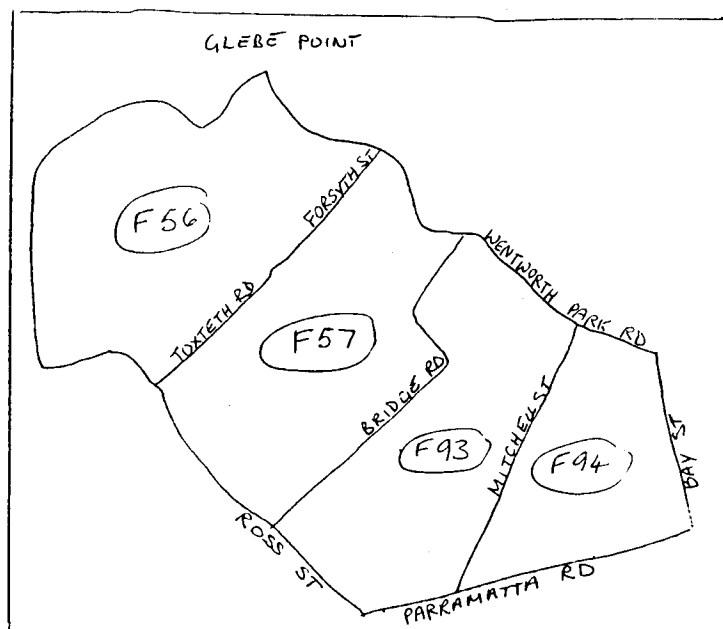 GLEBE POINT
FORSYTH ST
F56
WENTWORTH PARK RD
TOXTETH RD
F57
BRIDGE RD
MITCHELL ST
BAY ST
F93
F94
ROSS ST
PARRAMATTA RD